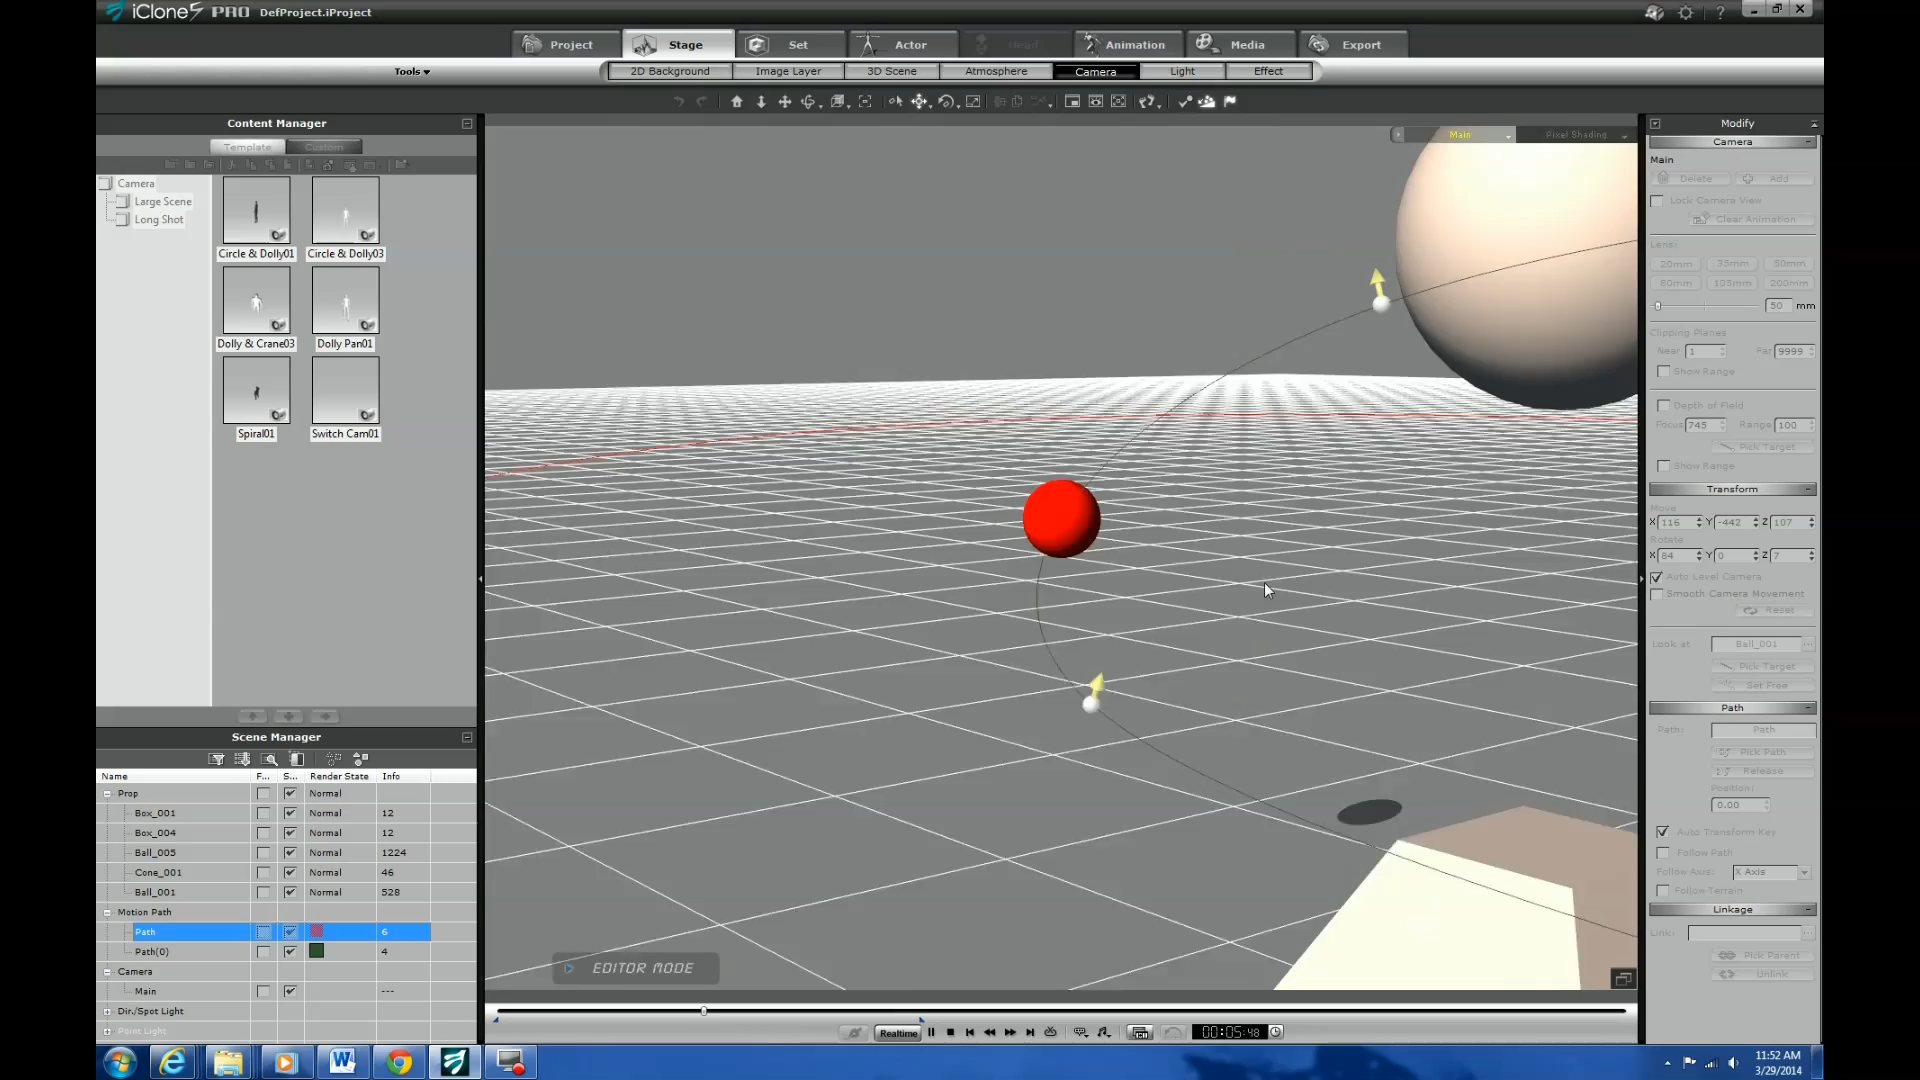 iClone5 PRO DefProject.iProject
Project Stage Set Actor Head Animation Media Export
Tools
2D Background Image Layer 3D Scene Atmosphere Camera Light Effect
Content Manager
Template Custom
Camera
Large Scene
Long Shot
Circle & Dolly01 Circle & Dolly03
Dolly & Crane03 Dolly Pan01
Spiral01 Switch Cam01
Scene Manager
Name F... S... Render State Info
Prop Normal
Box_001 Normal 12
Box_004 Normal 12
Ball_005 Normal 1224
Cone_001 Normal 46
Ball_001 Normal 528
Motion Path
Path 6
Path(0) 4
Camera
Main ---
Dir./Spot Light
Point Light
Main Pixel Shading
EDITOR MODE
Realtime 00:05:48
Modify
Camera
Main
Delete Add
Lock Camera View
Clear Animation
Lens:
20mm 35mm 50mm
80mm 105mm 200mm
50 mm
Clipping Planes
Near 1 Far 9999
Show Range
Depth of Field
Focus 745 Range 100
Pick Target
Show Range
Transform
Move
X 116 Y -442 Z 107
Rotate
X 84 Y 0 Z 7
Auto Level Camera
Smooth Camera Movement
Reset
Look at Ball_001 ...
Pick Target
Set Free
Path
Path: Path
Pick Path
Release
Position:
0.00
Auto Transform Key
Follow Path
Follow Axis: X Axis
Follow Terrain
Linkage
Link: ...
Pick Parent
Unlink
11:52 AM
3/29/2014